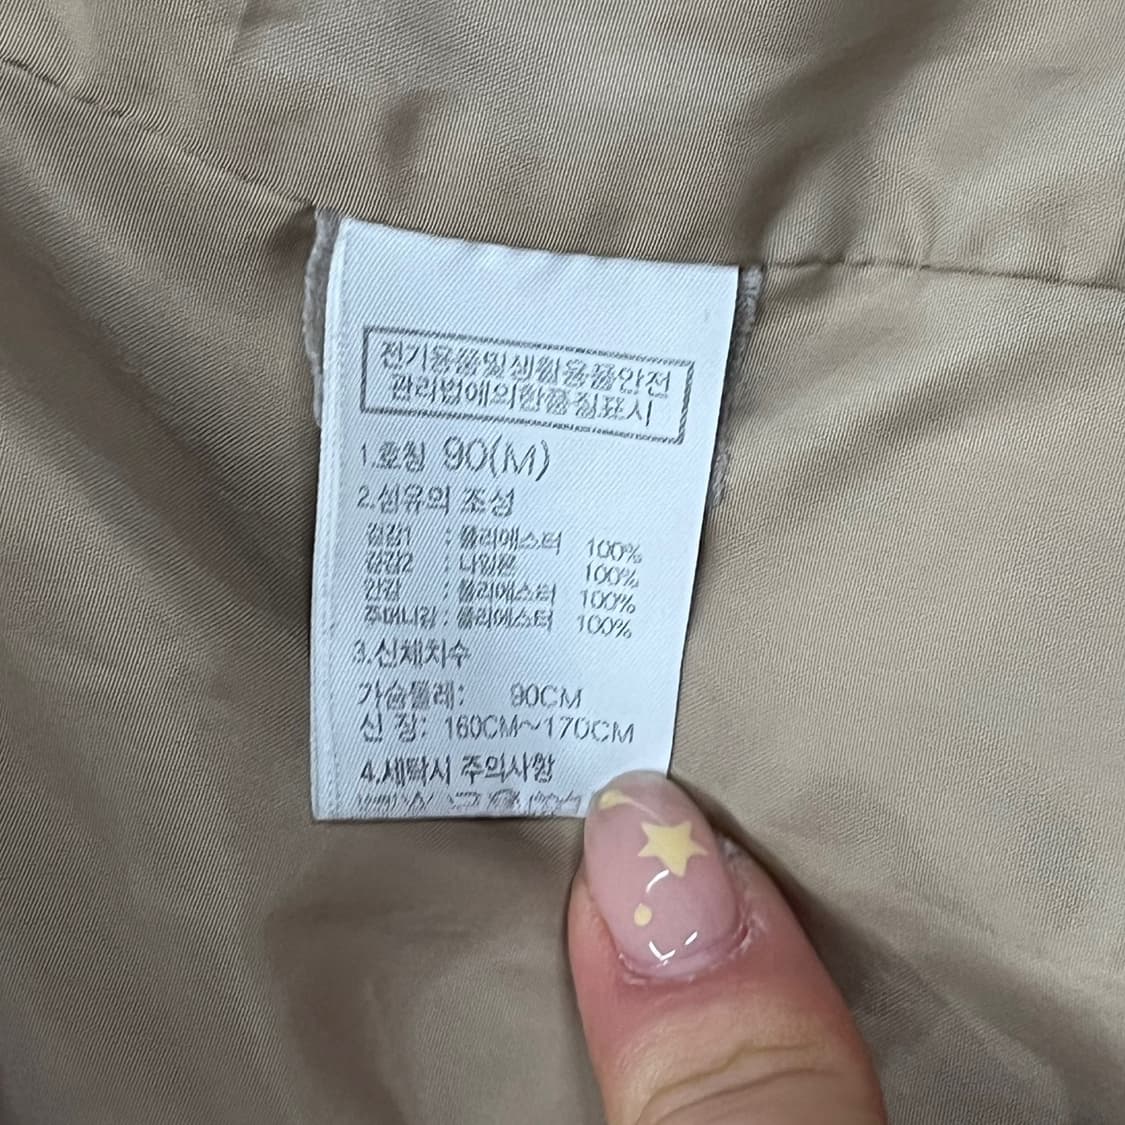 전기용품및생활용품안전
관리법에의한품질표시
1.호칭 90(M)
2.섬유의 조성
겉감1 : 폴리에스터 100%
겉감2 : 나일론 100%
안감 : 폴리에스터 100%
주머니감 : 폴리에스터 100%
3.신체치수
가슴둘레: 90CM
신 장: 160CM~170CM
4.세탁시 주의사항